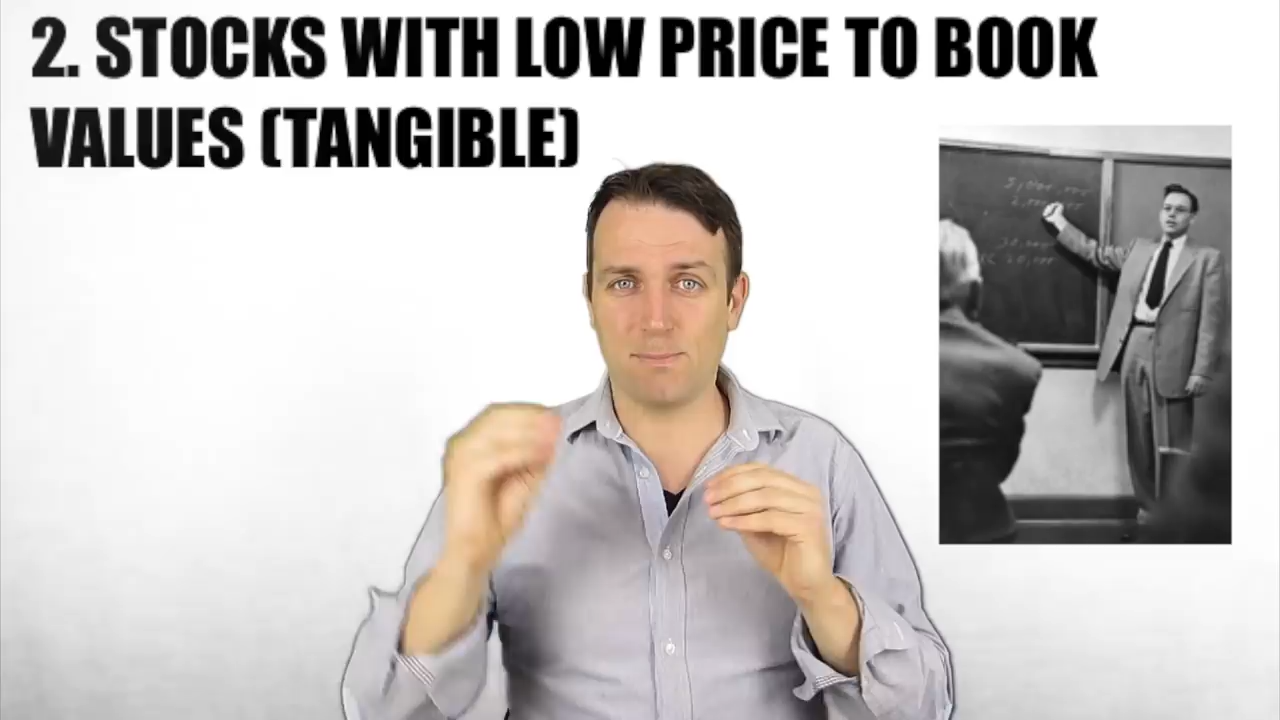 2. STOCKS WITH LOW PRICE TO BOOK
VALUES (TANGIBLE)